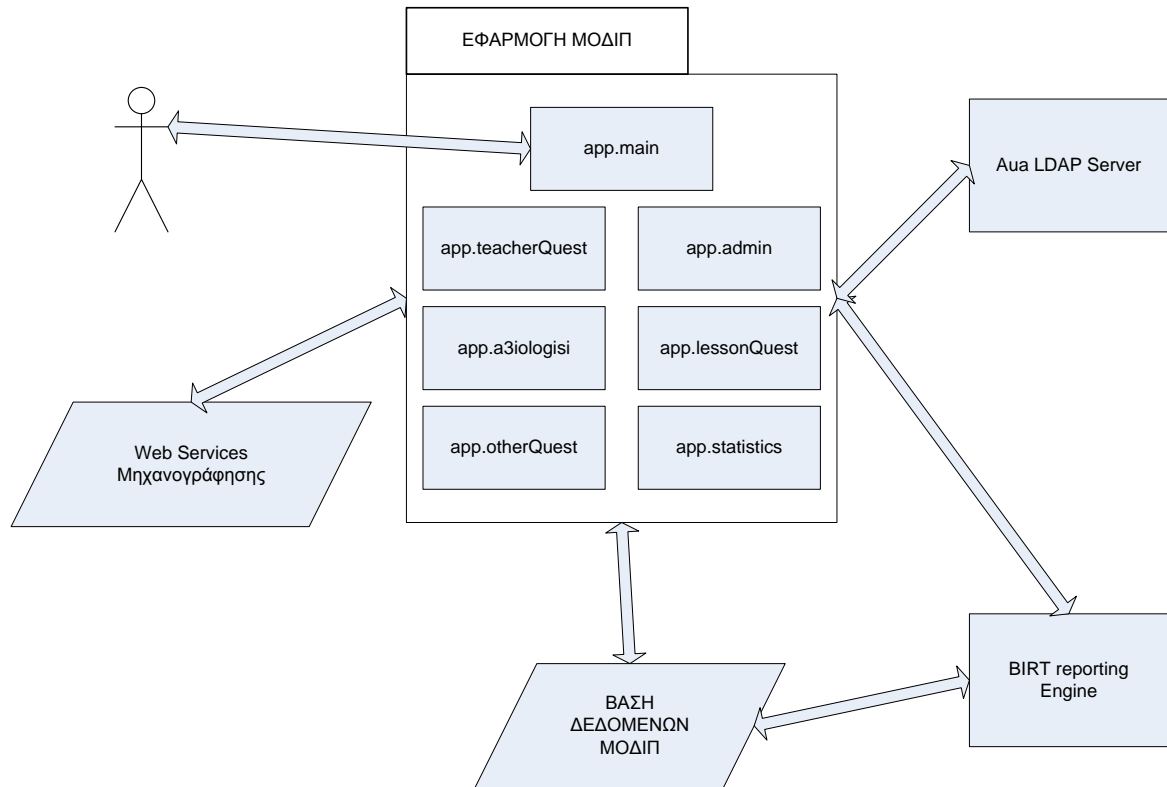 ΕΦΑΡΜΟΓΗ ΜΟΔΙΠ
app.main
Aua LDAP Server
app.teacherQuest
app.admin
app.a3iologisi
app.lessonQuest
app.otherQuest
app.statistics
Web Services
Μηχανογράφησης
ΒΑΣΗ
ΔΕΔΟΜΕΝΩΝ
ΜΟΔΙΠ
BIRT reporting
Engine